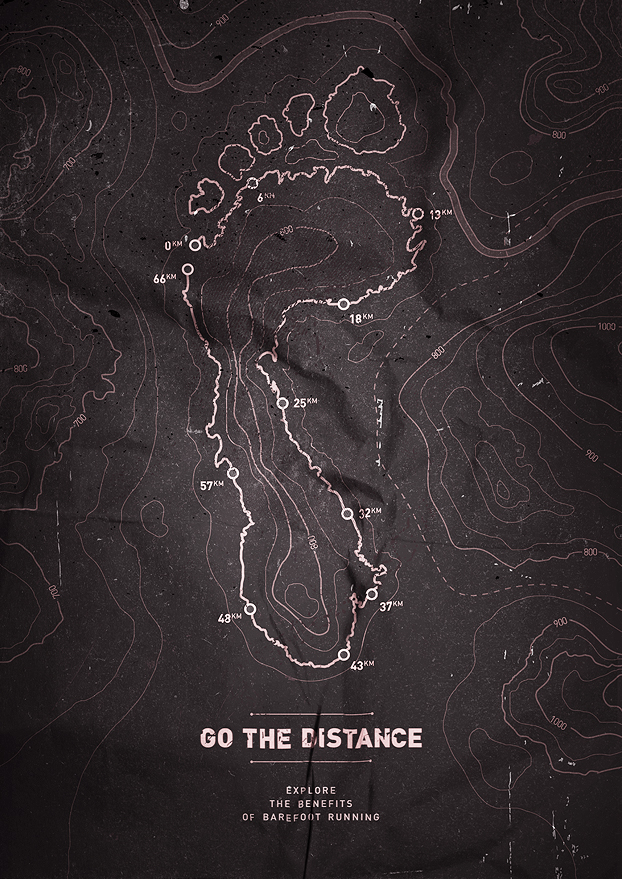 900
800
900
700
800
6KM
13KM
600
0KM
66KM
18KM
1000
800
800
25KM
700
900
57KM
32KM
800
800
700
48KM
37KM
900
43KM
1000
GO THE DISTANCE
EXPLORE
THE BENEFITS
OF BAREFOOT RUNNING